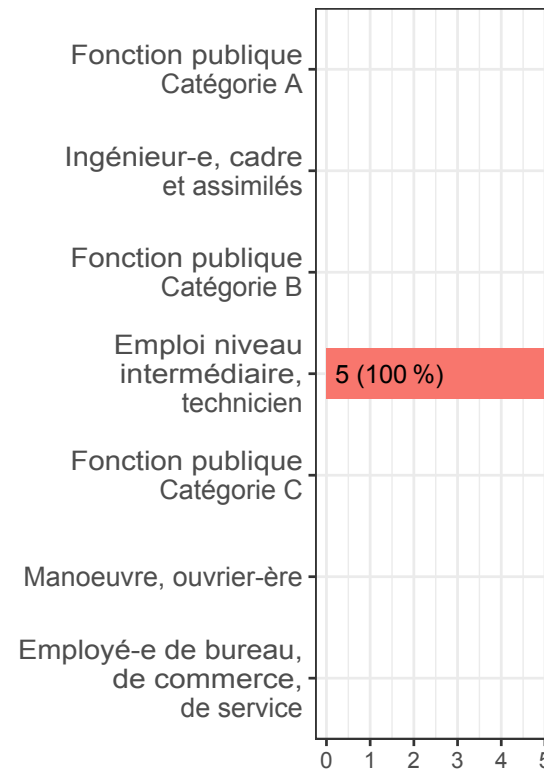 Fonction publique
Catégorie A
Ingénieur-e, cadre
et assimilés
Fonction publique
Catégorie B
Emploi niveau
intermédiaire,
technicien
5 (100 %)
Fonction publique
Catégorie C
Manoeuvre, ouvrier-ère
Employé-e de bureau,
de commerce,
de service
0 1 2 3 4 5